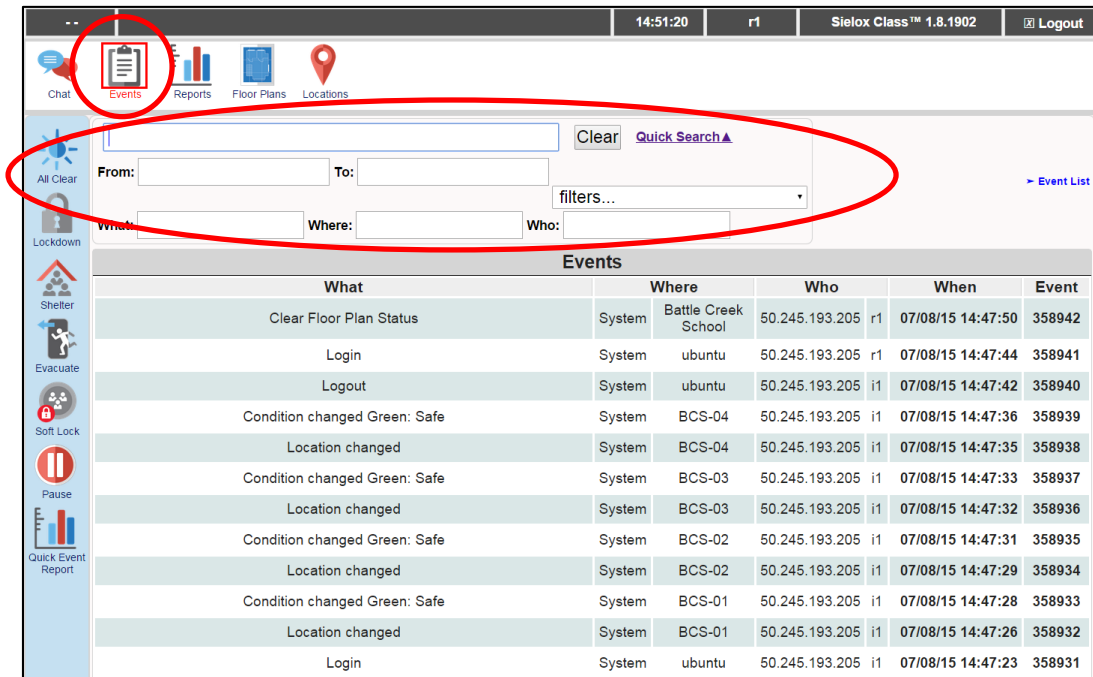 - - 14:51:20 r1 Sielox Class™ 1.8.1902 X Logout
Chat Events Reports Floor Plans Locations
Clear Quick Search▲
All Clear
From: To:
➢ Event List
filters...
Lockdown
What: Where: Who:
Events
What Where Who When Event
Shelter
Clear Floor Plan Status System Battle Creek School 50.245.193.205 r1 07/08/15 14:47:50 358942
Login System ubuntu 50.245.193.205 r1 07/08/15 14:47:44 358941
Evacuate
Logout System ubuntu 50.245.193.205 i1 07/08/15 14:47:42 358940
Condition changed Green: Safe System BCS-04 50.245.193.205 i1 07/08/15 14:47:36 358939
Soft Lock
Location changed System BCS-04 50.245.193.205 i1 07/08/15 14:47:35 358938
Condition changed Green: Safe System BCS-03 50.245.193.205 i1 07/08/15 14:47:33 358937
Pause
Location changed System BCS-03 50.245.193.205 i1 07/08/15 14:47:32 358936
Condition changed Green: Safe System BCS-02 50.245.193.205 i1 07/08/15 14:47:31 358935
Quick Event
Report
Location changed System BCS-02 50.245.193.205 i1 07/08/15 14:47:29 358934
Condition changed Green: Safe System BCS-01 50.245.193.205 i1 07/08/15 14:47:28 358933
Location changed System BCS-01 50.245.193.205 i1 07/08/15 14:47:26 358932
Login System ubuntu 50.245.193.205 i1 07/08/15 14:47:23 358931